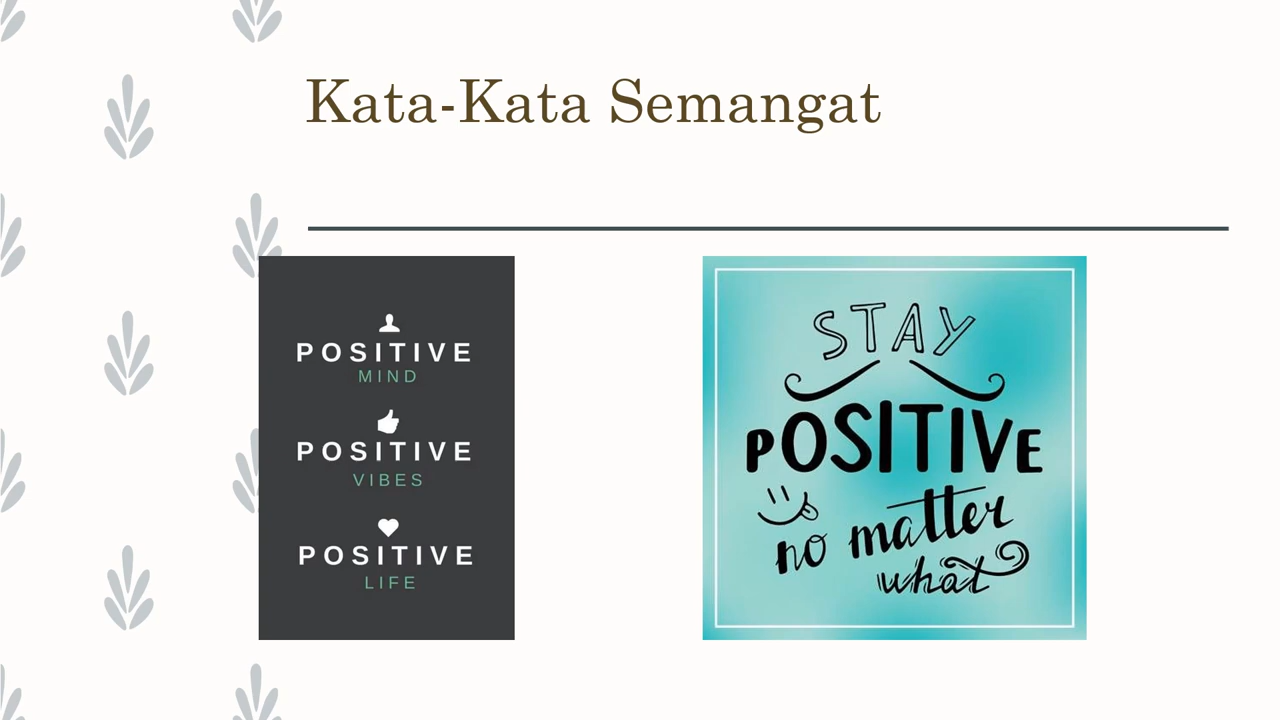 Kata-Kata Semangat
POSITIVE
MIND
POSITIVE
VIBES
POSITIVE
LIFE
STAY
POSITIVE
no matter
what